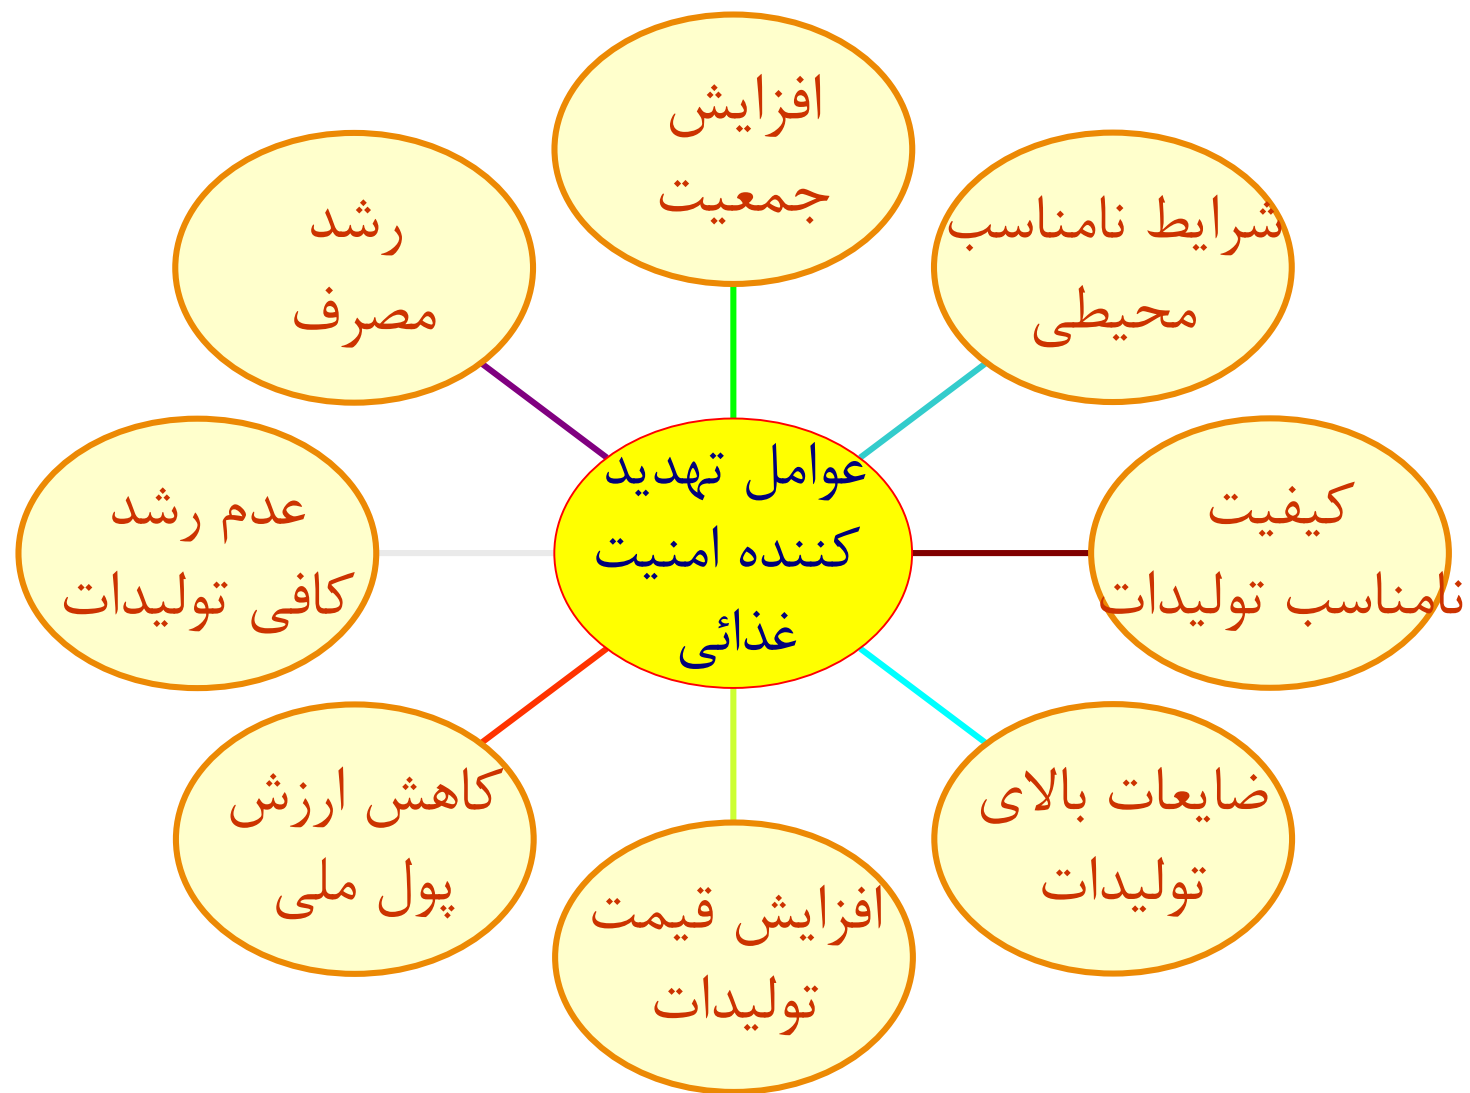 افزایش
جمعیت
شرایط نامناسب
محیطی
رشد
مصرف
عوامل تهدید
کننده امنیت
غذائی
کیفیت
نامناسب تولیدات
عدم رشد
کافی تولیدات
ضایعات بالای
تولیدات
کاهش ارزش
پول ملی
افزایش قیمت
تولیدات